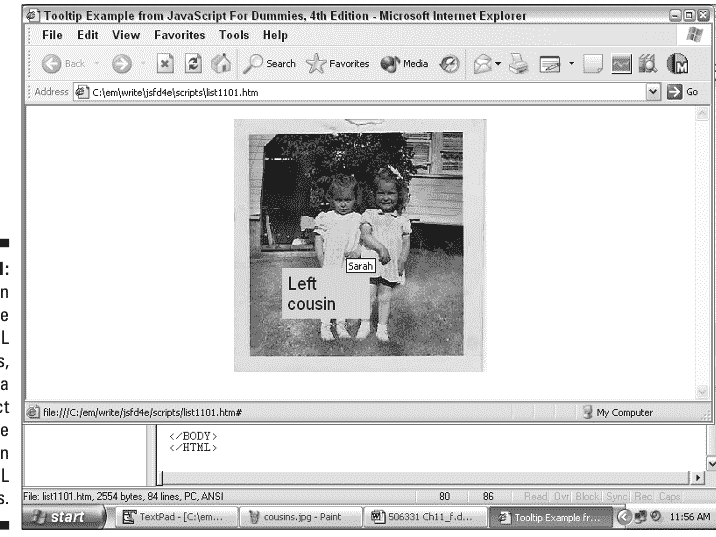 Tooltip Example from JavaScript For Dummies, 4th Edition - Microsoft Internet Explorer
File Edit View Favorites Tools Help
Back Search Favorites Media
Address C:\em\write\jsfd4e\scripts\list1101.htm Go
Sarah
Left
cousin
l:
n
e
L
s,
a
ct
e
n
L
s.
file:///C:/em/write/jsfd4e/scripts/list1101.htm# My Computer
</BODY>
</HTML>
File: list1101.htm, 2554 bytes, 84 lines, PC, ANSI 80 86 Read Ovr Block Sync Rec Caps
start TextPad - [C:\em... cousins.jpg - Paint 506331 Ch11_f.d... Tooltip Example fr... 11:56 AM